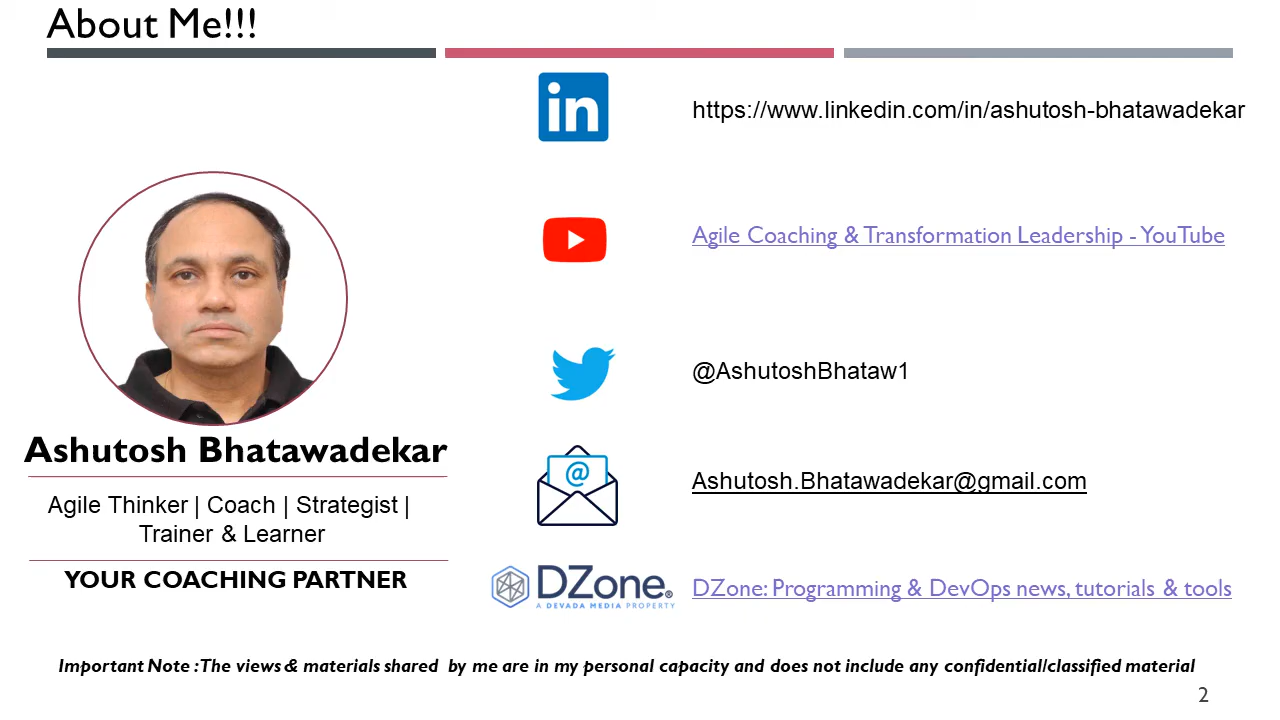 About Me!!!
in
https://www.linkedin.com/in/ashutosh-bhatawadekar
Agile Coaching & Transformation Leadership - YouTube
@AshutoshBhataw1
Ashutosh Bhatawadekar
Agile Thinker | Coach | Strategist |
Trainer & Learner
YOUR COACHING PARTNER
@
Ashutosh.Bhatawadekar@gmail.com
DZone.®
A DEVADA MEDIA PROPERTY
DZone: Programming & DevOps news, tutorials & tools
Important Note : The views & materials shared by me are in my personal capacity and does not include any confidential/classified material
2